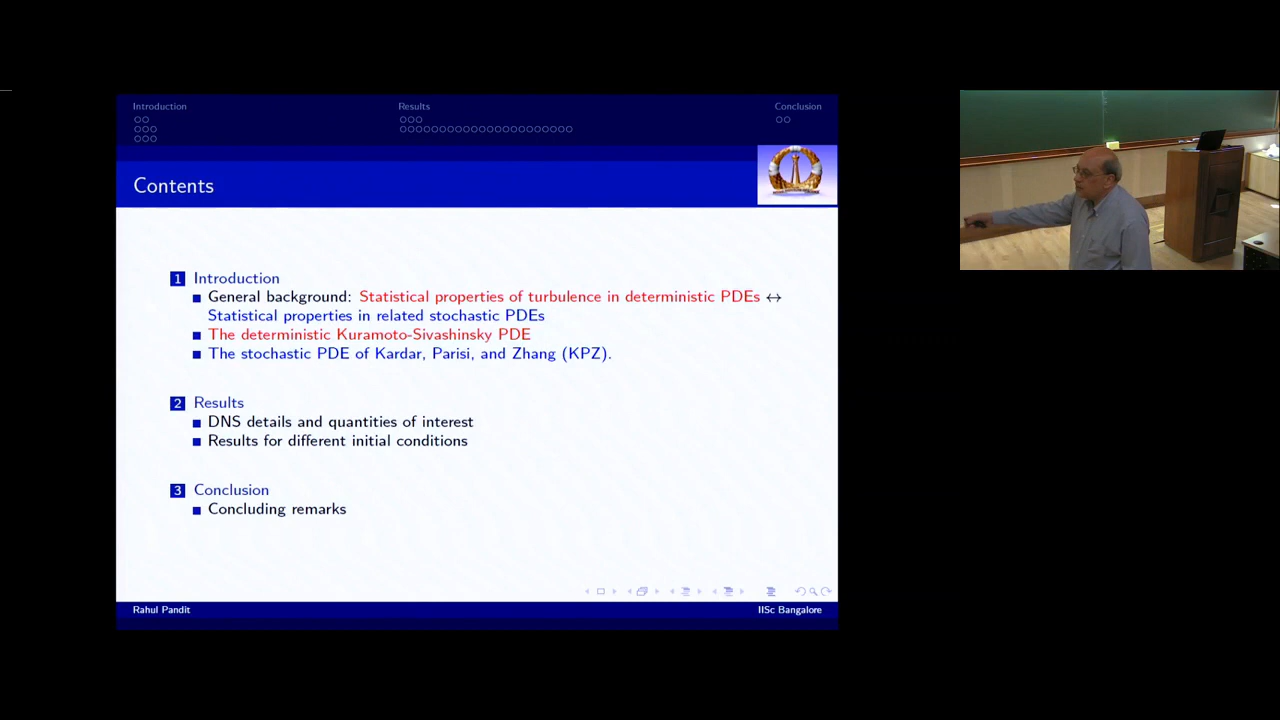 Introduction
Results
Conclusion
Contents
1 Introduction
General background: Statistical properties of turbulence in deterministic PDEs ↔
Statistical properties in related stochastic PDEs
The deterministic Kuramoto-Sivashinsky PDE
The stochastic PDE of Kardar, Parisi, and Zhang (KPZ).
2 Results
DNS details and quantities of interest
Results for different initial conditions
3 Conclusion
Concluding remarks
Rahul Pandit
IISc Bangalore